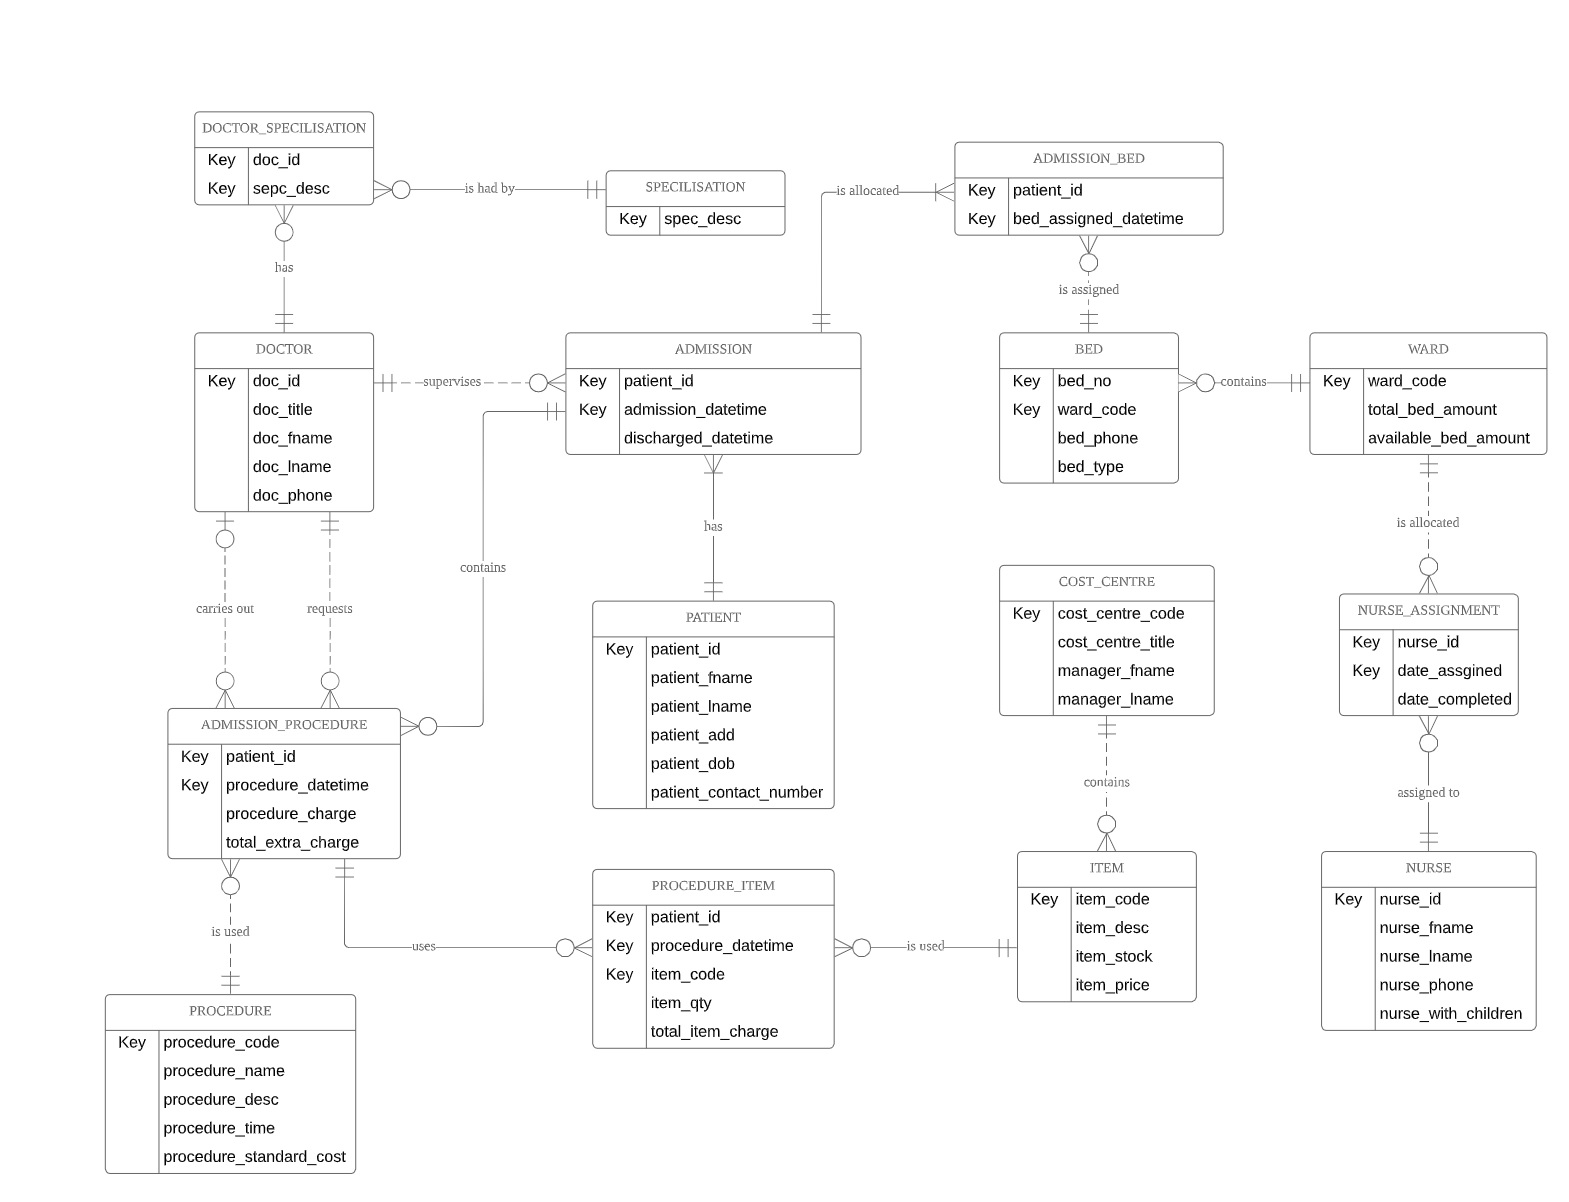 DOCTOR_SPECILISATION
Key doc_id
Key sepc_desc
is had by
SPECILISATION
Key spec_desc
is allocated
ADMISSION_BED
Key patient_id
Key bed_assigned_datetime
has
is assigned
DOCTOR
Key doc_id
doc_title
doc_fname
doc_lname
doc_phone
supervises
ADMISSION
Key patient_id
Key admission_datetime
discharged_datetime
BED
Key bed_no
Key ward_code
bed_phone
bed_type
contains
WARD
Key ward_code
total_bed_amount
available_bed_amount
has
is allocated
contains
carries out
requests
PATIENT
Key patient_id
patient_fname
patient_lname
patient_add
patient_dob
patient_contact_number
COST_CENTRE
Key cost_centre_code
cost_centre_title
manager_fname
manager_lname
NURSE_ASSIGNMENT
Key nurse_id
Key date_assgined
date_completed
ADMISSION_PROCEDURE
Key patient_id
Key procedure_datetime
procedure_charge
total_extra_charge
contains
assigned to
is used
uses
PROCEDURE_ITEM
Key patient_id
Key procedure_datetime
Key item_code
item_qty
total_item_charge
is used
ITEM
Key item_code
item_desc
item_stock
item_price
NURSE
Key nurse_id
nurse_fname
nurse_lname
nurse_phone
nurse_with_children
PROCEDURE
Key procedure_code
procedure_name
procedure_desc
procedure_time
procedure_standard_cost